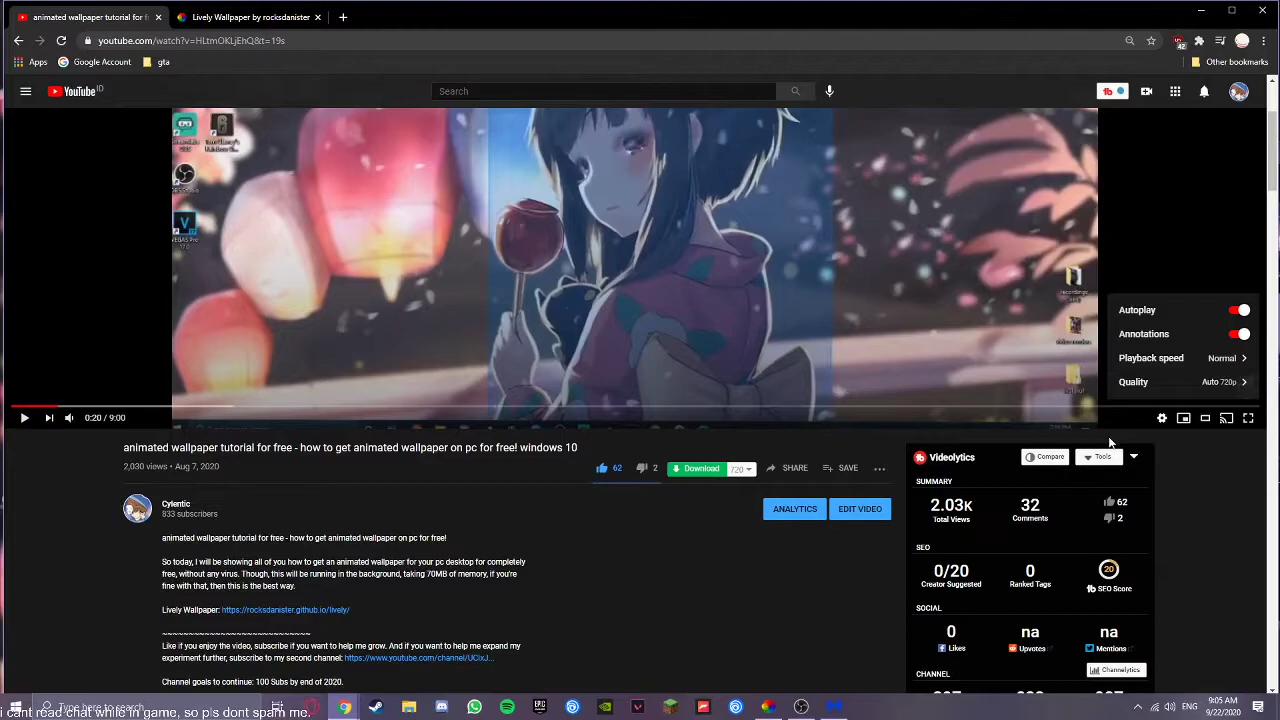 animated wallpaper tutorial for f
Lively Wallpaper by rocksdanister
youtube.com/watch?v=HLtmOKLjEhQ&t=19s
42
Apps
Google Account
gta
Other bookmarks
YouTube ID
Search
Autoplay
Annotations
Playback speed Normal
Quality Auto 720p
0:20 / 9:00
animated wallpaper tutorial for free - how to get animated wallpaper on pc for free! windows 10
2,030 views • Aug 7, 2020
62
2
Download 720
SHARE
SAVE
Cylentic
833 subscribers
ANALYTICS
EDIT VIDEO
animated wallpaper tutorial for free - how to get animated wallpaper on pc for free!
So today, I will be showing all of you how to get an animated wallpaper for your pc desktop for completely
free, without any virus. Though, this will be running in the background, taking 70MB of memory, if you're
fine with that, then this is the best way.
Lively Wallpaper: https://rocksdanister.github.io/lively/
~~~~~~~~~~~~~~~~~~~~~~~~~~~
Like if you enjoy the video, subscribe if you want to help me grow. And if you want to help me expand my
experiment further, subscribe to my second channel: https://www.youtube.com/channel/UCIxJ...
Channel goals to continue: 100 Subs by end of 2020.
Videolytics
Compare
Tools
SUMMARY
2.03K
Total Views
32
Comments
62
2
SEO
0/20
Creator Suggested
0
Ranked Tags
20
SEO Score
SOCIAL
0
Likes
na
Upvotes
na
Mentions
CHANNEL
Channelytics
Type here to search
i cant read chat while in game, so pls dont spam me.
ENG
9:05 AM
9/22/2020